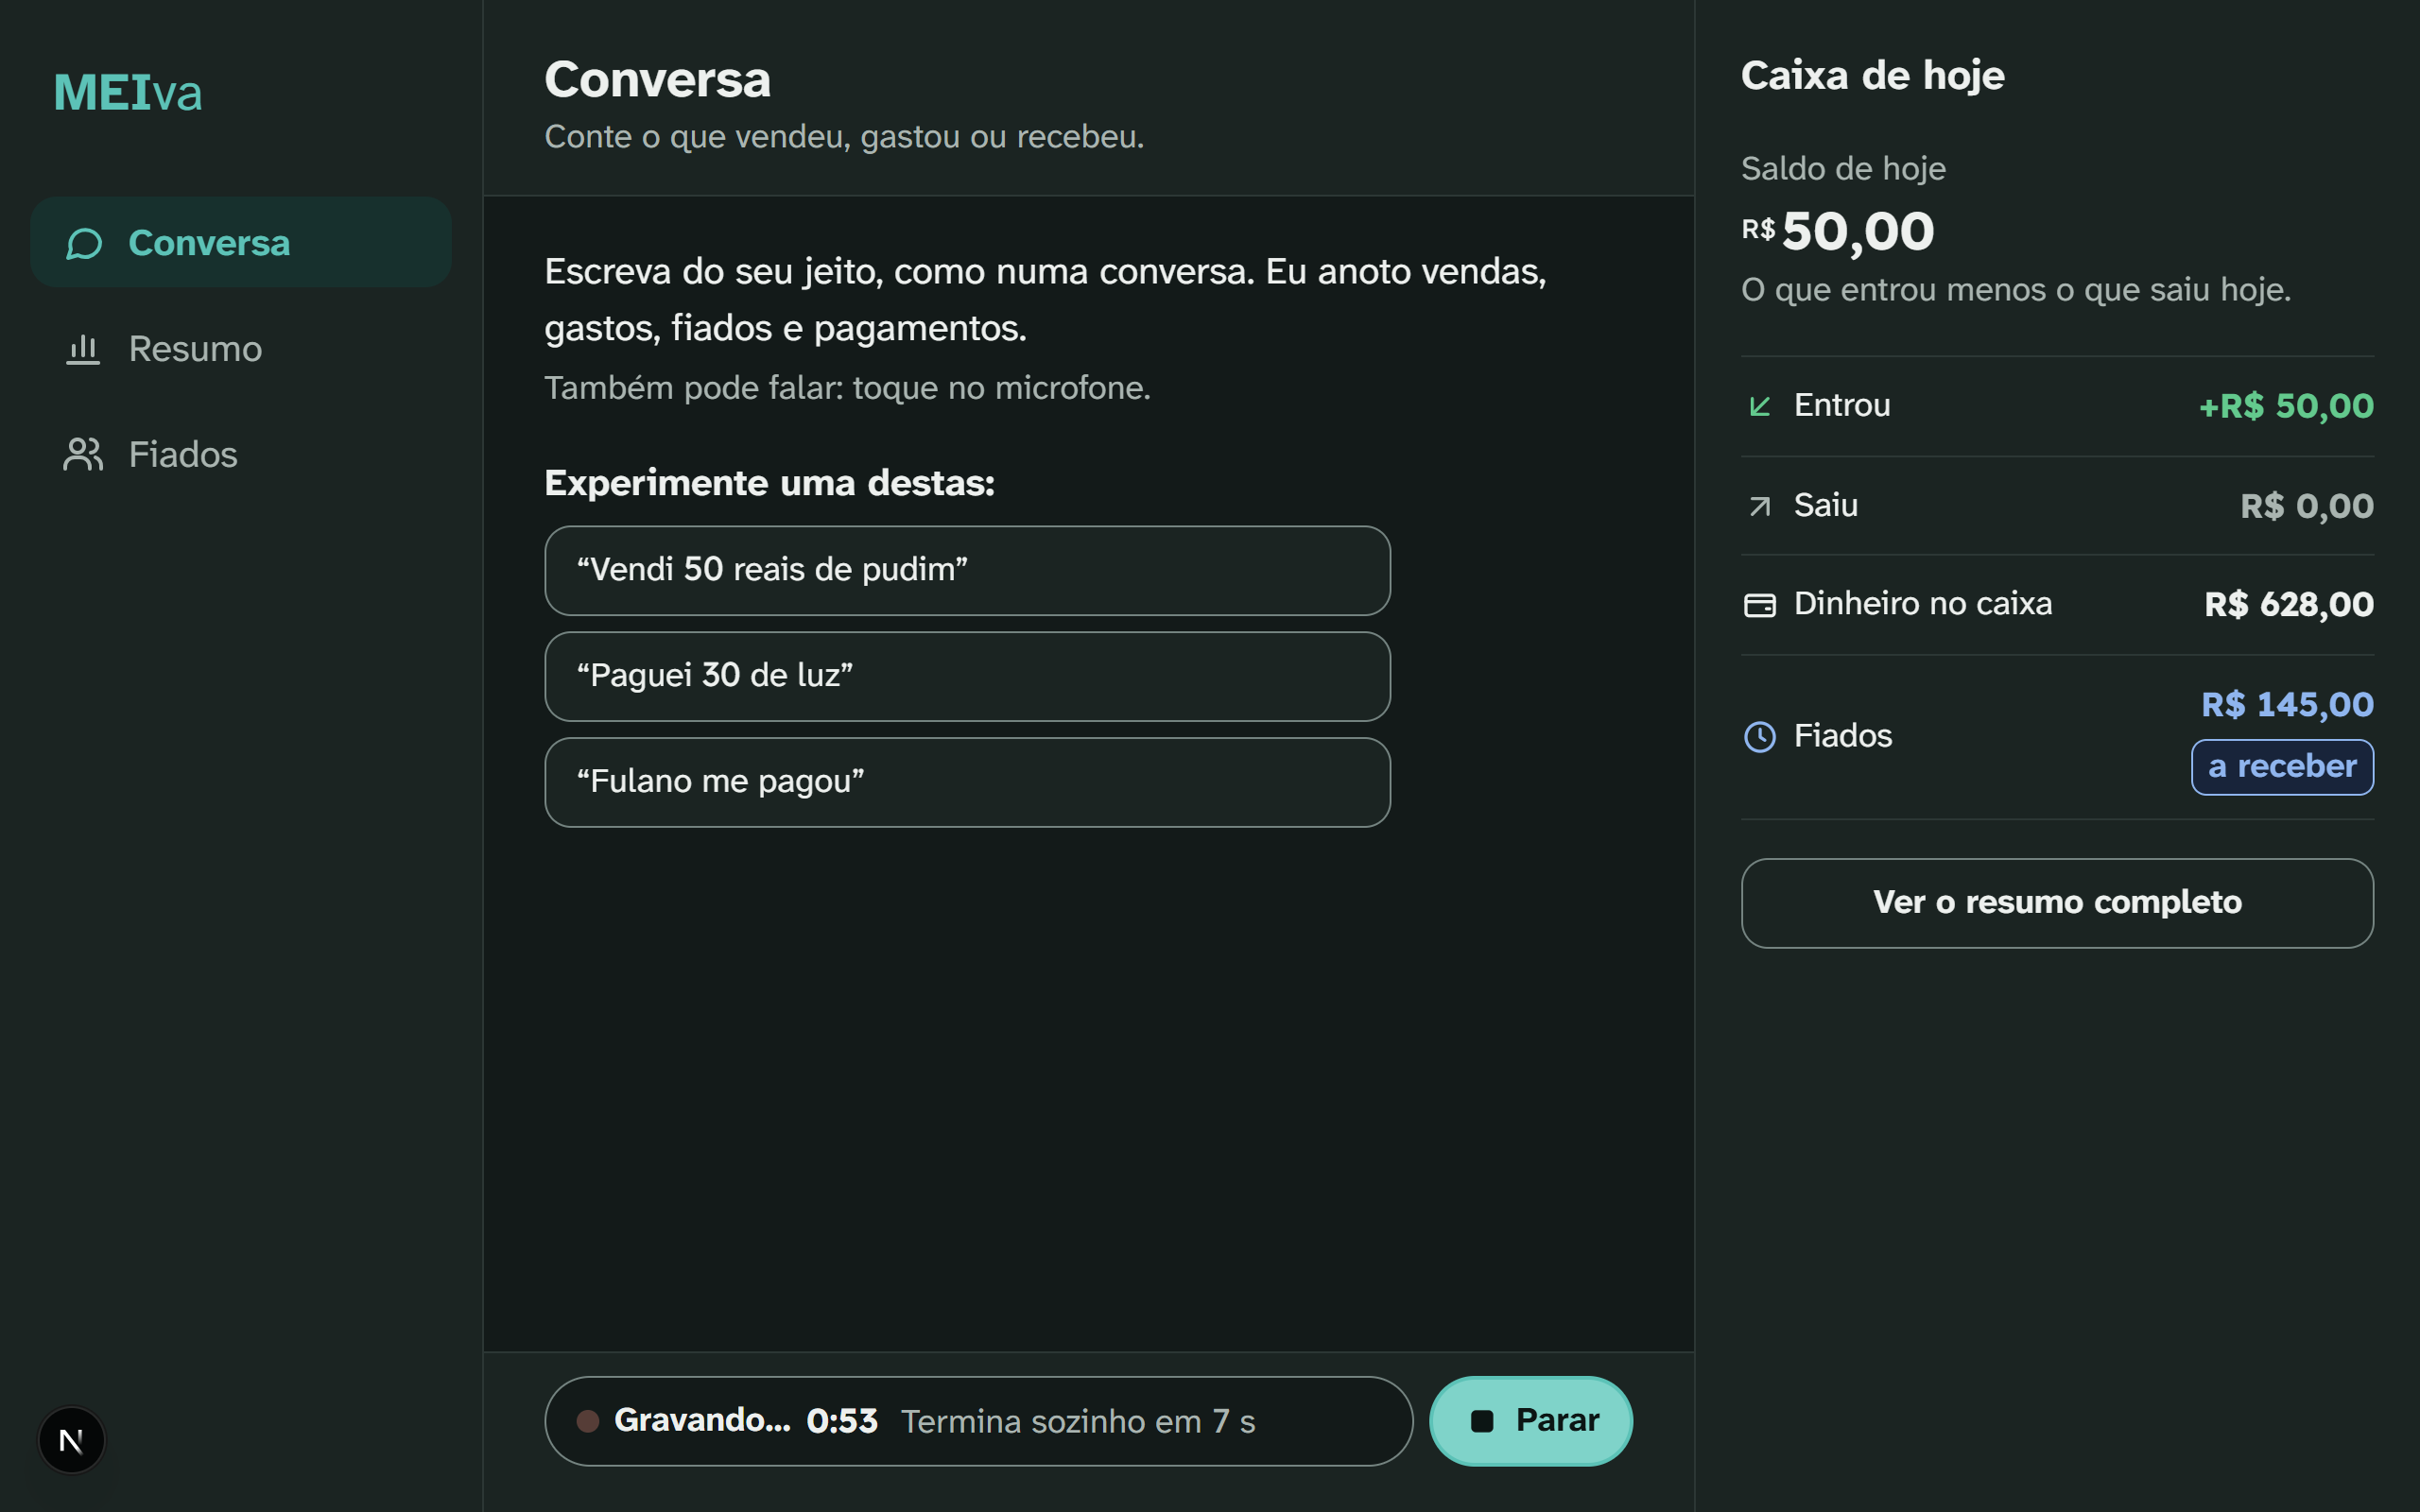 MEIva
Conversa
Resumo
Fiados
Conversa
Conte o que vendeu, gastou ou recebeu.
Escreva do seu jeito, como numa conversa. Eu anoto vendas,
gastos, fiados e pagamentos.
Também pode falar: toque no microfone.
Experimente uma destas:
“Vendi 50 reais de pudim”
“Paguei 30 de luz”
“Fulano me pagou”
Gravando... 0:53 Termina sozinho em 7 s
Parar
Caixa de hoje
Saldo de hoje
R$ 50,00
O que entrou menos o que saiu hoje.
Entrou +R$ 50,00
Saiu R$ 0,00
Dinheiro no caixa R$ 628,00
Fiados R$ 145,00
a receber
Ver o resumo completo
N